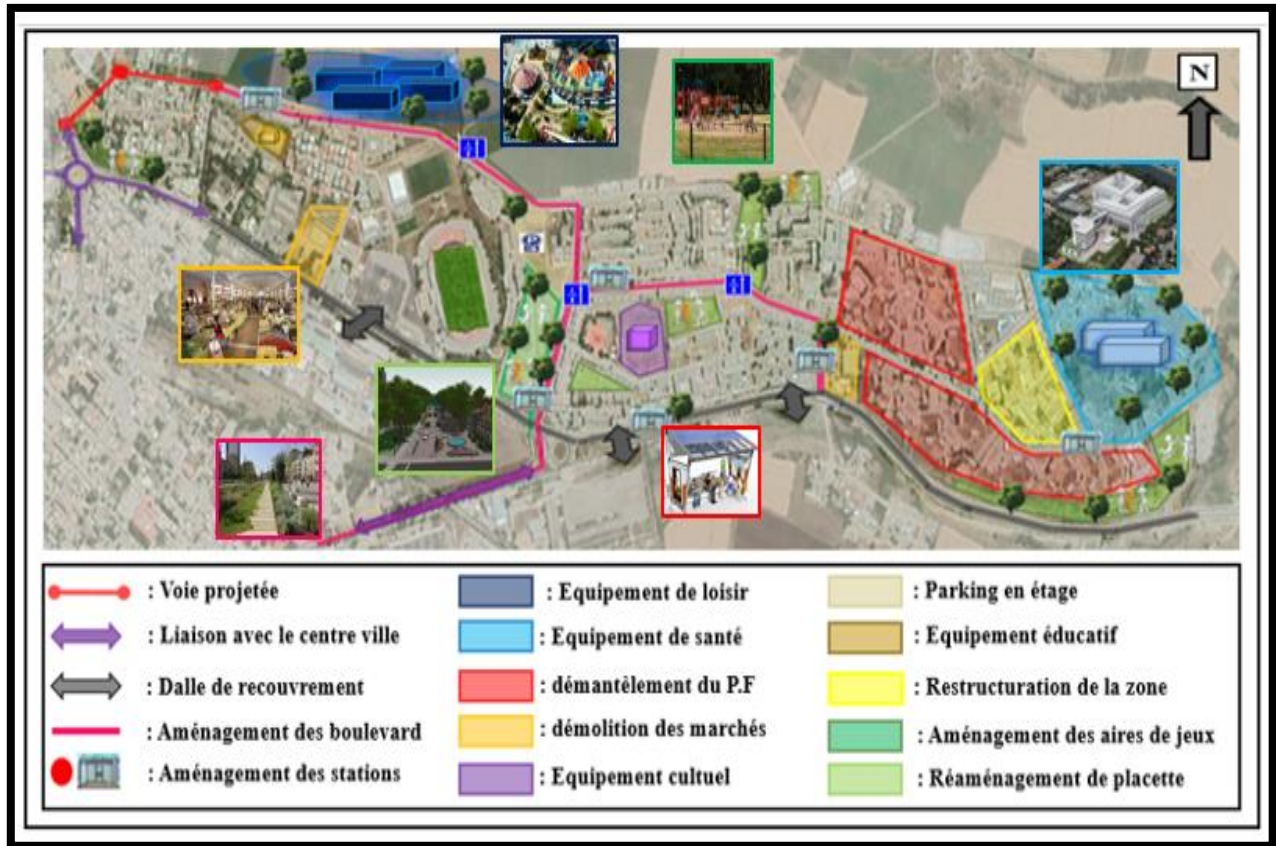 N
: Voie projetée
: Liaison avec le centre ville
: Dalle de recouvrement
: Aménagement des boulevard
: Aménagement des stations
: Equipement de loisir
: Equipement de santé
: démantèlement du P.F
: démolition des marchés
: Equipement cultuel
: Parking en étage
: Equipement éducatif
: Restructuration de la zone
: Aménagement des aires de jeux
: Réaménagement de placette